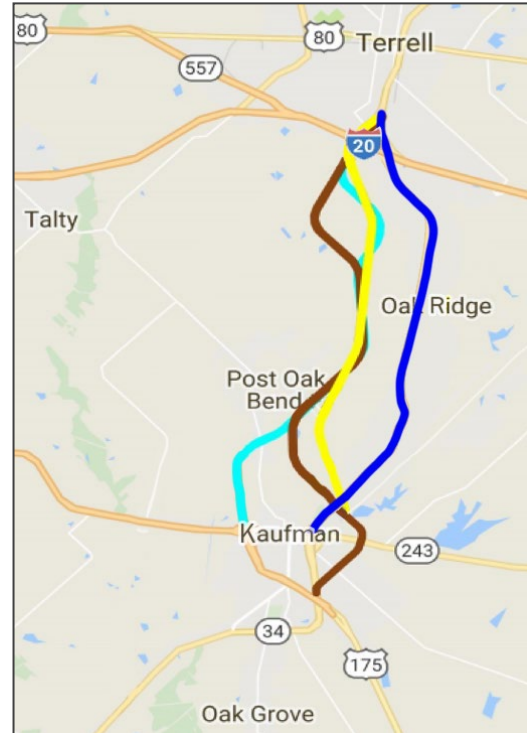 80
80
Terrell
557
20
Talty
Oak Ridge
Post Oak
Bend
Kaufman
243
34
175
Oak Grove